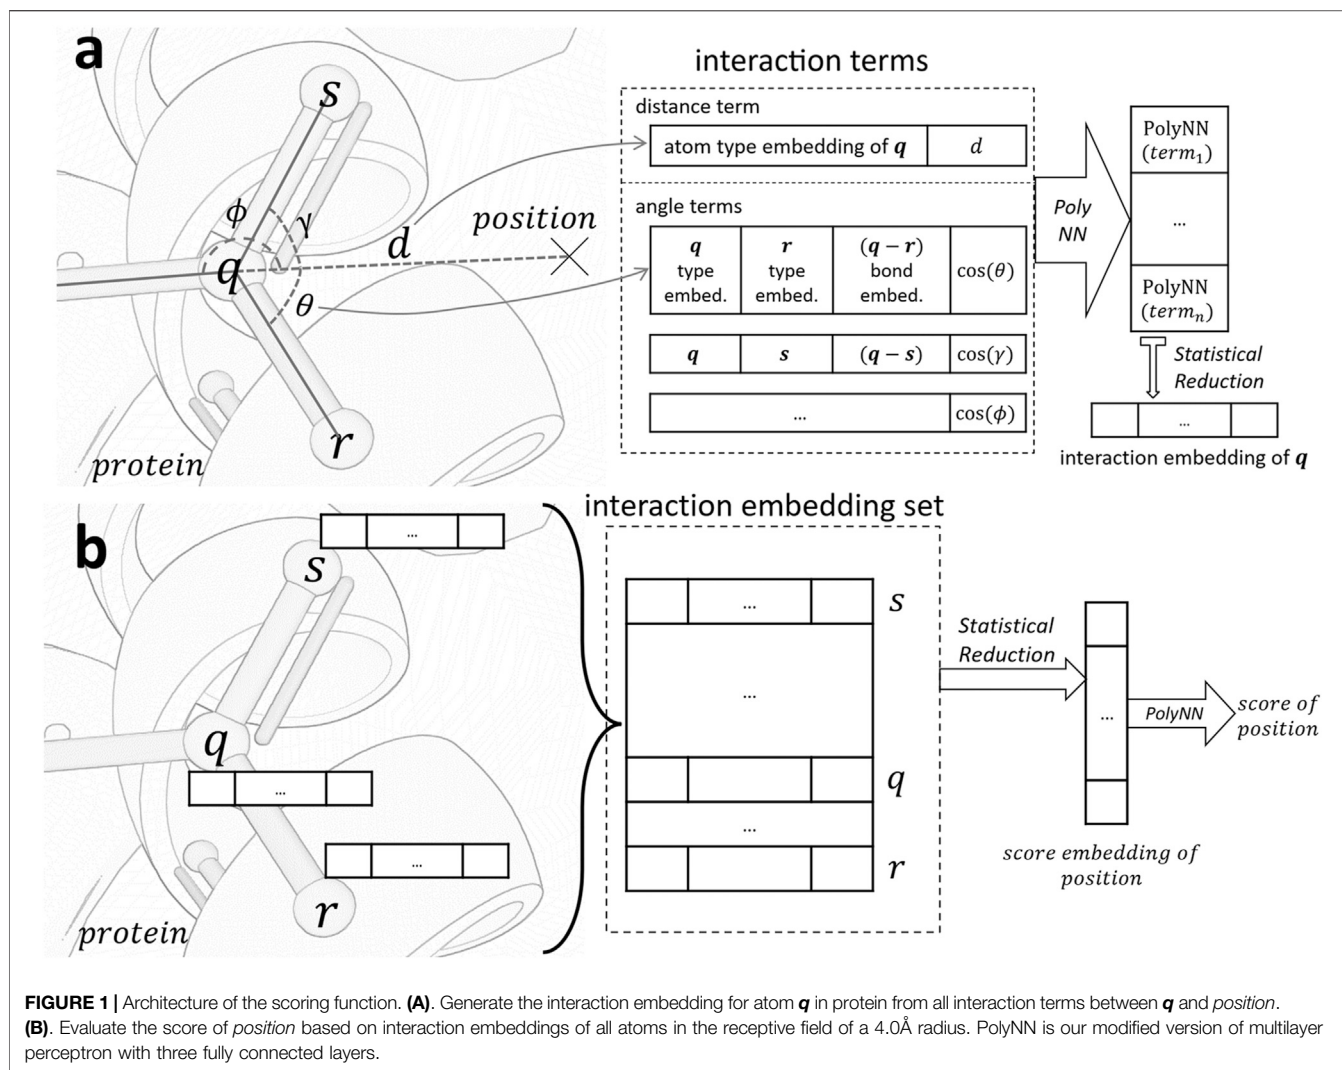 a
s
ϕ
γ
q
d
position
θ
r
protein
interaction terms
distance term
atom type embedding of q
d
angle terms
q type embed.
r type embed.
(q − r) bond embed.
cos(θ)
q
s
(q − s)
cos(γ)
...
cos(ϕ)
Poly
NN
PolyNN
(term₁)
...
PolyNN
(termₙ)
Statistical
Reduction
...
interaction embedding of q
b
...
s
q
...
...
r
protein
interaction embedding set
...
s
...
q
...
r
Statistical
Reduction
...
PolyNN
score of
position
score embedding of
position
FIGURE 1 | Architecture of the scoring function. (A). Generate the interaction embedding for atom q in protein from all interaction terms between q and position.
(B). Evaluate the score of position based on interaction embeddings of all atoms in the receptive field of a 4.0Å radius. PolyNN is our modified version of multilayer
perceptron with three fully connected layers.